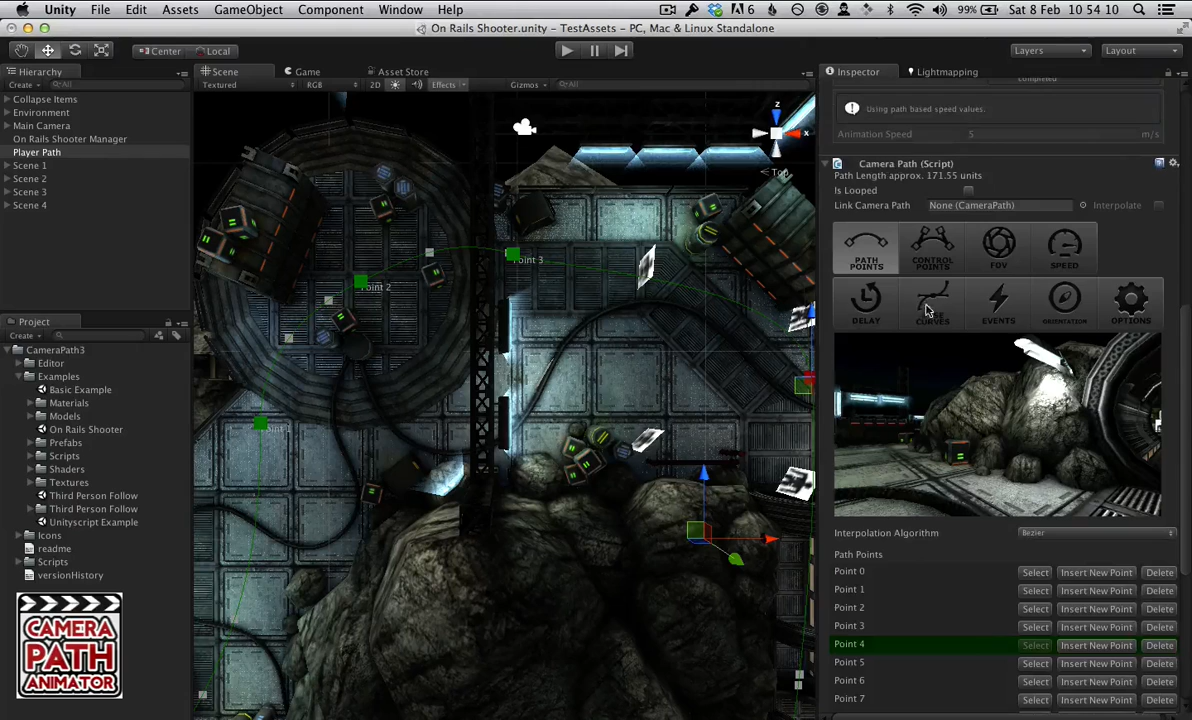 Unity File Edit Assets GameObject Component Window Help 6 99% Sat 8 Feb 10 54 10
On Rails Shooter.unity - TestAssets - PC, Mac & Linux Standalone
Center Local Layers Layout
Hierarchy Scene Game Asset Store Inspector Lightmapping
Create All Textured RGB 2D Effects Gizmos All
completed
Collapse Items
Environment
Main Camera
On Rails Shooter Manager
Player Path
Scene 1
Scene 2
Scene 3
Scene 4
z
x
Top
Point 3
Point 2
Point 1
Using path based speed values.
Animation Speed 5 m/s
Camera Path (Script)
Path Length approx. 171.55 units
Is Looped
Link Camera Path None (CameraPath) Interpolate
PATH POINTS
CONTROL POINTS
FOV
SPEED
DELAY
CURVES
EVENTS
ORIENTATION
OPTIONS
Interpolation Algorithm Bezier
Path Points
Point 0 Select Insert New Point Delete
Point 1 Select Insert New Point Delete
Point 2 Select Insert New Point Delete
Point 3 Select Insert New Point Delete
Point 4 Select Insert New Point Delete
Point 5 Select Insert New Point Delete
Point 6 Select Insert New Point Delete
Point 7 Select Insert New Point Delete
Project
Create
CameraPath3
Editor
Examples
Basic Example
Materials
Models
On Rails Shooter
Prefabs
Scripts
Shaders
Textures
Third Person Follow
Third Person Follow
Unityscript Example
Icons
readme
Scripts
versionHistory
CAMERA
PATH
ANIMATOR